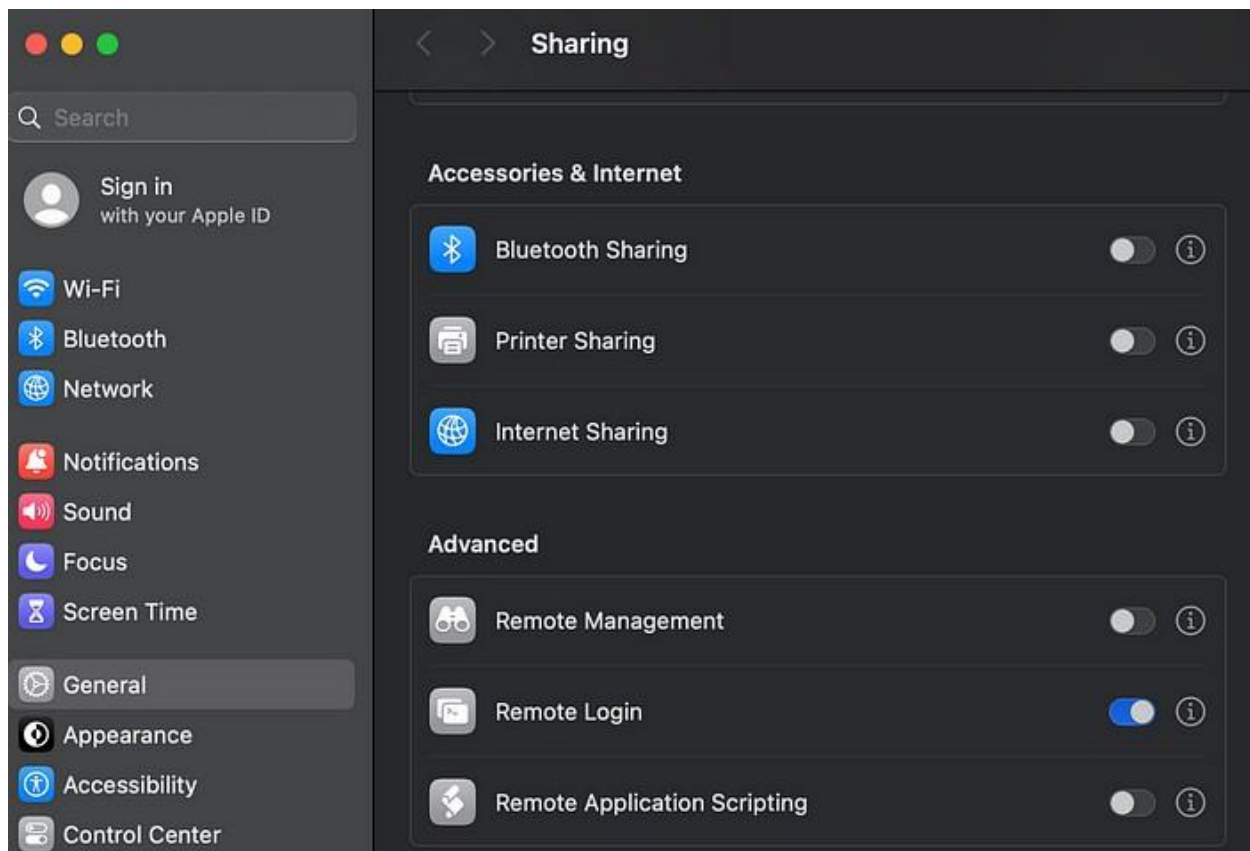 Search
Sign in
with your Apple ID
Wi-Fi
Bluetooth
Network
Notifications
Sound
Focus
Screen Time
General
Appearance
Accessibility
Control Center
Sharing
Accessories & Internet
Bluetooth Sharing
Printer Sharing
Internet Sharing
Advanced
Remote Management
Remote Login
Remote Application Scripting